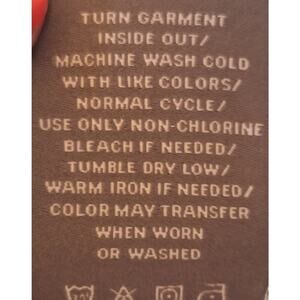 TURN GARMENT
INSIDE OUT/
MACHINE WASH COLD
WITH LIKE COLORS/
NORMAL CYCLE/
USE ONLY NON-CHLORINE
BLEACH IF NEEDED/
TUMBLE DRY LOW/
WARM IRON IF NEEDED/
COLOR MAY TRANSFER
WHEN WORN
OR WASHED